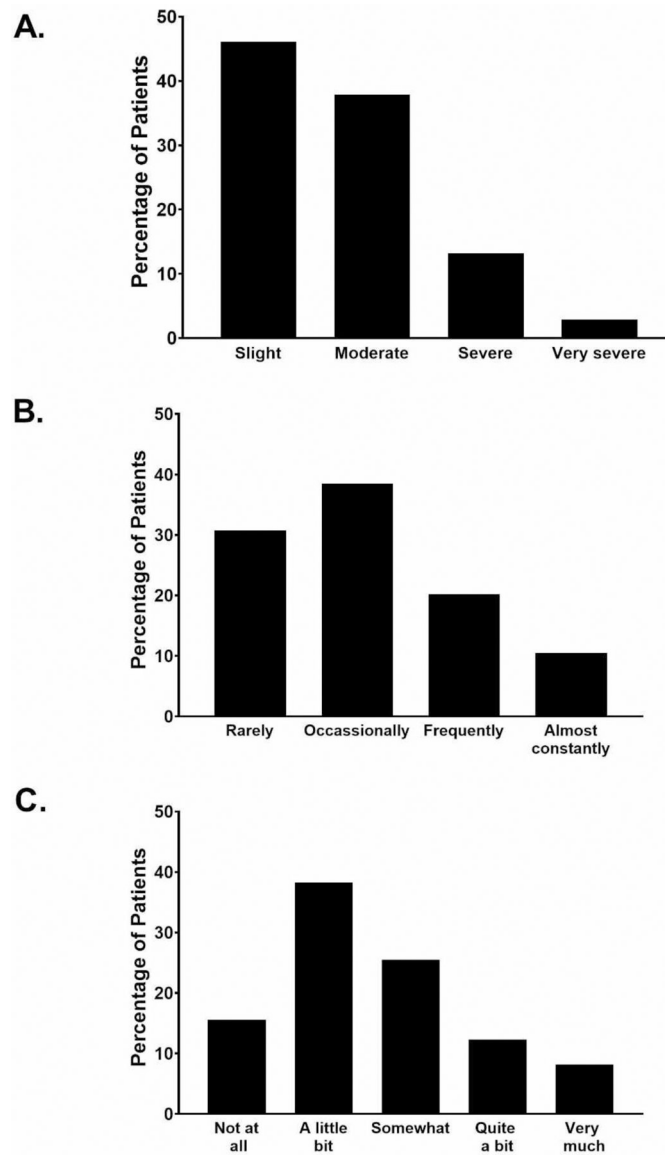 A.
Percentage of Patients
50
40
30
20
10
0
Slight
Moderate
Severe
Very severe
B.
Percentage of Patients
50
40
30
20
10
0
Rarely
Occassionally
Frequently
Almost
constantly
C.
Percentage of Patients
50
40
30
20
10
0
Not at
all
A little
bit
Somewhat
Quite
a bit
Very
much